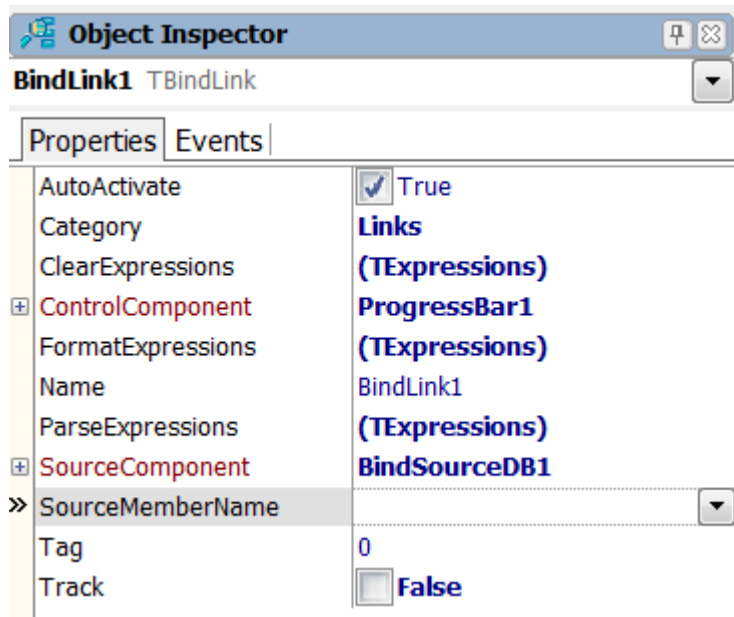 Object Inspector
BindLink1 TBindLink
Properties Events
AutoActivate True
Category Links
ClearExpressions (TExpressions)
ControlComponent ProgressBar1
FormatExpressions (TExpressions)
Name BindLink1
ParseExpressions (TExpressions)
SourceComponent BindSourceDB1
» SourceMemberName
Tag 0
Track False